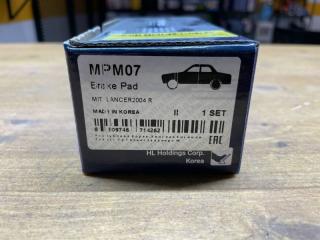 MPM07
Brake Pad
MIT. LANCER2004 R
MADE IN KOREA
II
1 SET
EAC
HL Holdings Corp.
Korea